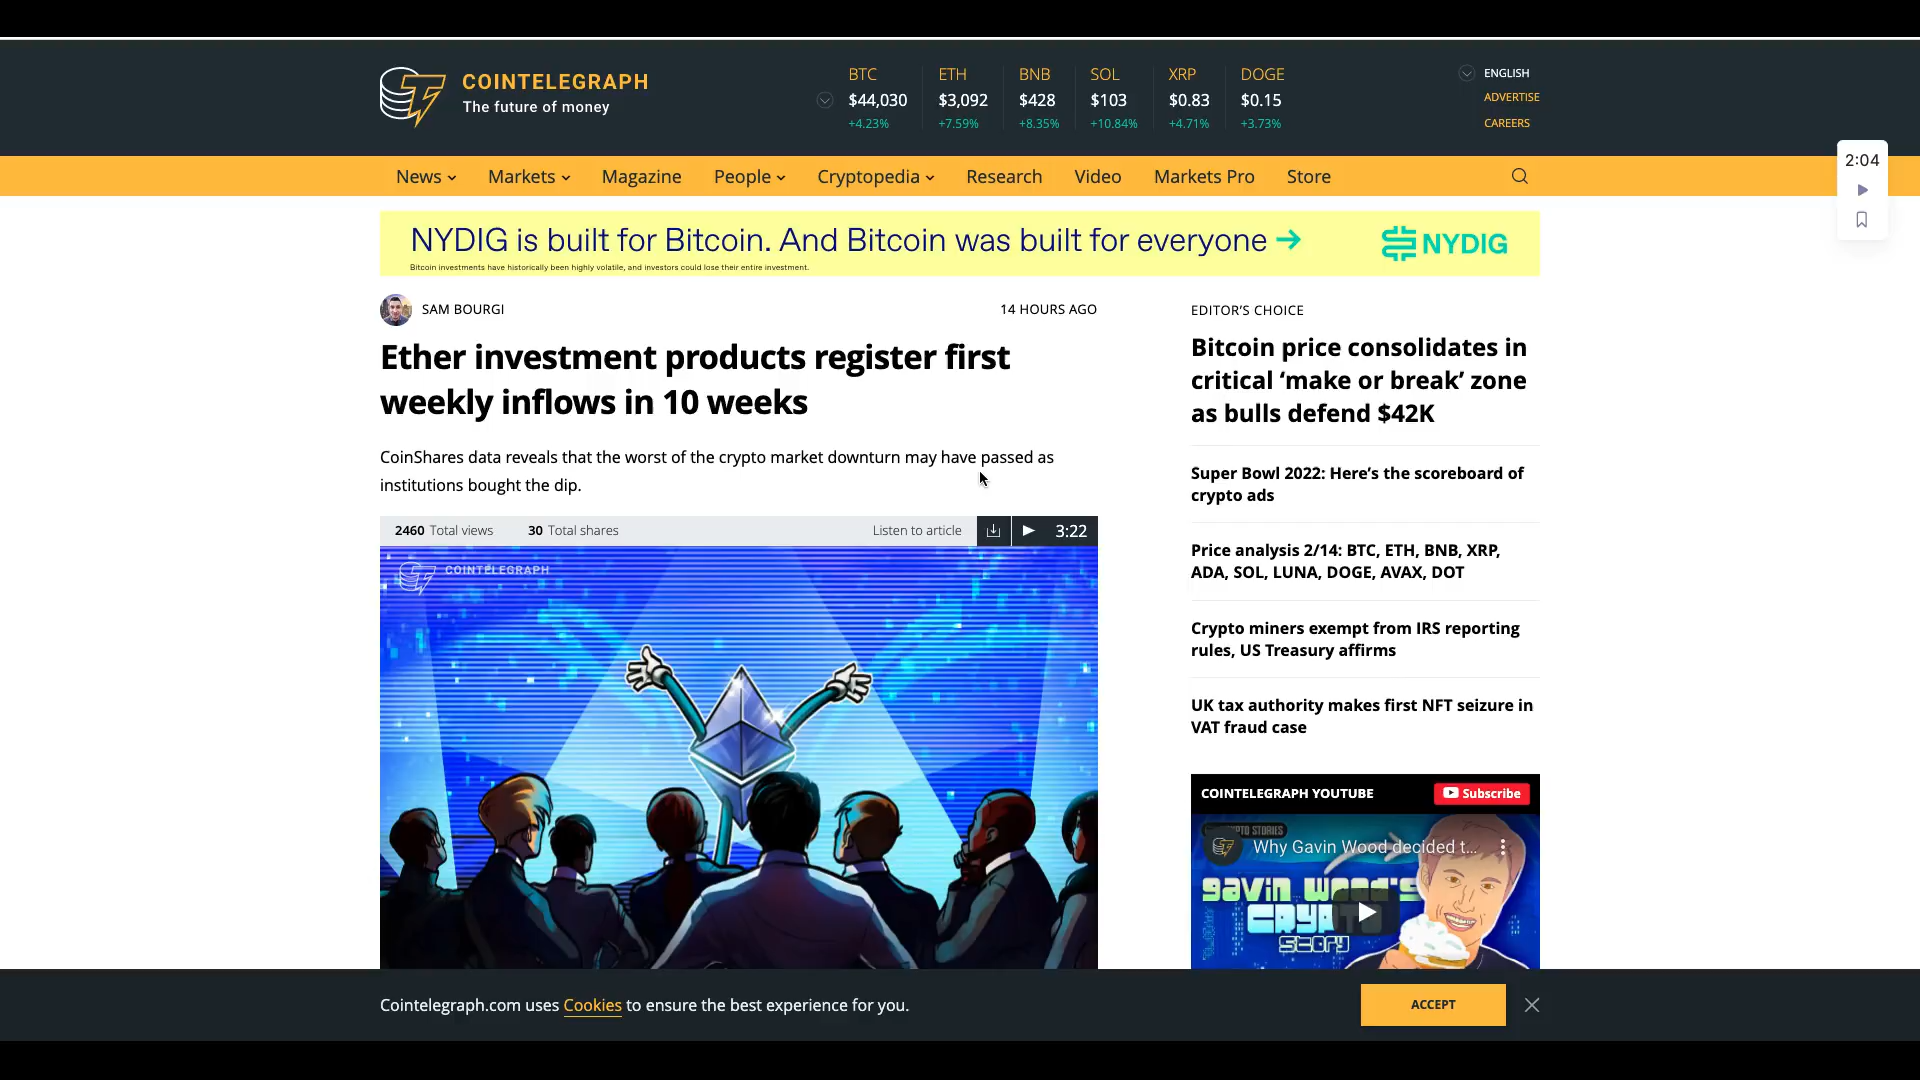 COINTELEGRAPH
The future of money
BTC ETH BNB SOL XRP DOGE
$44,030 $3,092 $428 $103 $0.83 $0.15
+4.23% +7.59% +8.35% +10.84% +4.71% +3.73%
ENGLISH
ADVERTISE
CAREERS
2:04
News Markets Magazine People Cryptopedia Research Video Markets Pro Store
NYDIG is built for Bitcoin. And Bitcoin was built for everyone →
NYDIG
Bitcoin investments have historically been highly volatile, and investors could lose their entire investment.
SAM BOURGI
14 HOURS AGO
Ether investment products register first
weekly inflows in 10 weeks
CoinShares data reveals that the worst of the crypto market downturn may have passed as
institutions bought the dip.
2460 Total views 30 Total shares Listen to article 3:22
COINTELEGRAPH
EDITOR'S CHOICE
Bitcoin price consolidates in
critical ‘make or break’ zone
as bulls defend $42K
Super Bowl 2022: Here’s the scoreboard of
crypto ads
Price analysis 2/14: BTC, ETH, BNB, XRP,
ADA, SOL, LUNA, DOGE, AVAX, DOT
Crypto miners exempt from IRS reporting
rules, US Treasury affirms
UK tax authority makes first NFT seizure in
VAT fraud case
COINTELEGRAPH YOUTUBE
Subscribe
CRYPTO STORIES
Why Gavin Wood decided t...
GAViN WOOD'S
CRYPTO
STORY
Cointelegraph.com uses Cookies to ensure the best experience for you.
ACCEPT